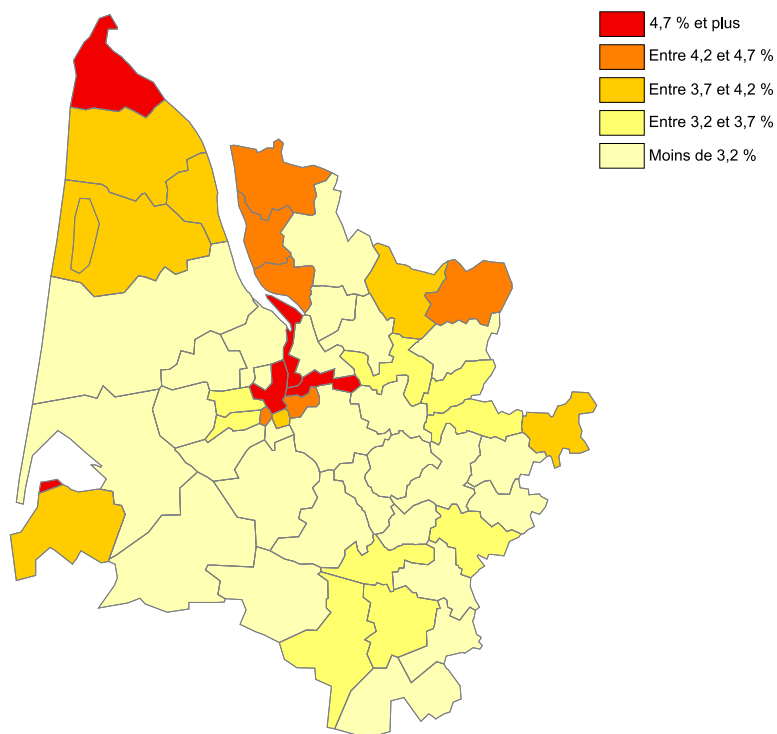 4,7 % et plus
Entre 4,2 et 4,7 %
Entre 3,7 et 4,2 %
Entre 3,2 et 3,7 %
Moins de 3,2 %